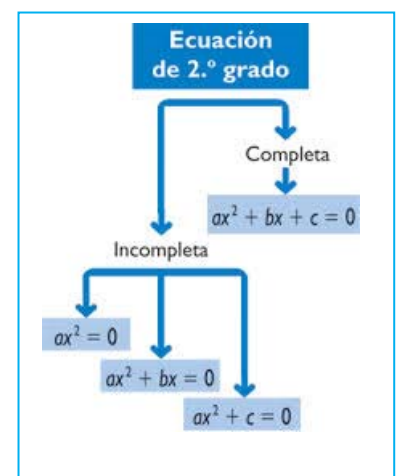 Ecuación
de 2.º grado
Completa
ax² + bx + c = 0
Incompleta
ax² = 0
ax² + bx = 0
ax² + c = 0